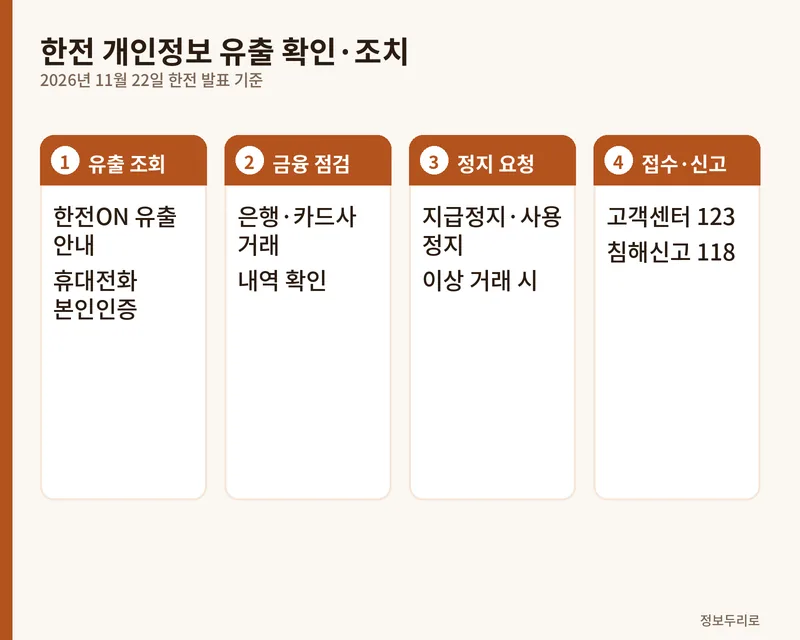 한전 개인정보 유출 확인·조치
2026년 11월 22일 한전 발표 기준
1 유출 조회
한전ON 유출
안내
휴대전화
본인인증
2 금융 점검
은행·카드사
거래
내역 확인
3 정지 요청
지급정지·사용
정지
이상 거래 시
4 접수·신고
고객센터 123
침해신고 118
정보두리로